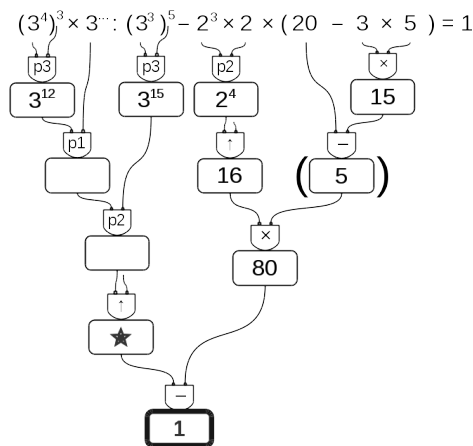 (3⁴)³ × 3··· : (3³)⁵ − 2³ × 2 × (20 − 3 × 5 ) = 1
p3 p3 p2 ×
3¹² 3¹⁵ 2⁴ 15
p1 ↑ −
16 ( 5 )
p2 ×
80
↑
★
−
1